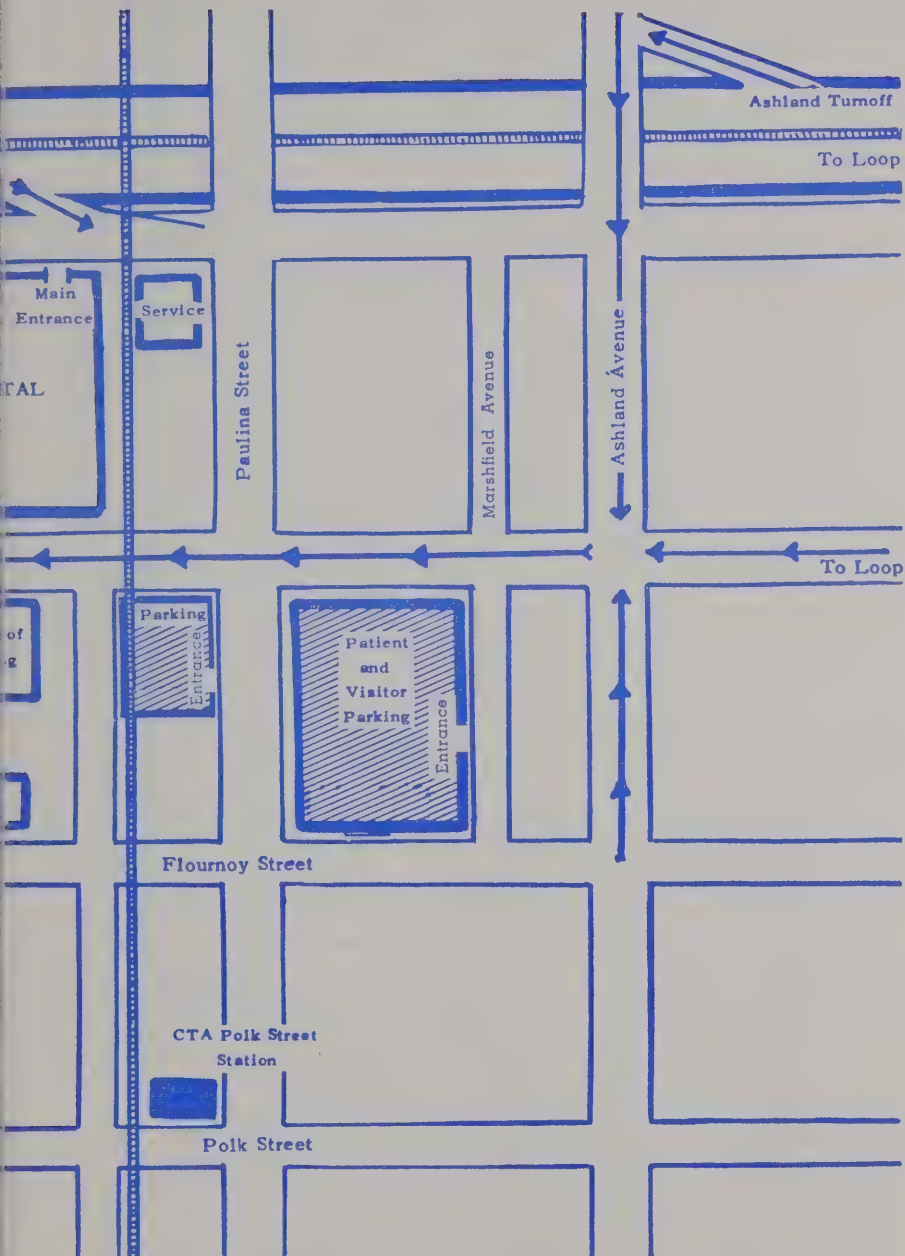 Ashland Turnoff
To Loop
Main
Entrance
Service
TAL
Paulina Street
Marshfield Avenue
Ashland Avenue
To Loop
of
g
Parking
Entrance
Patient
and
Visitor
Parking
Entrance
Flournoy Street
CTA Polk Street
Station
Polk Street